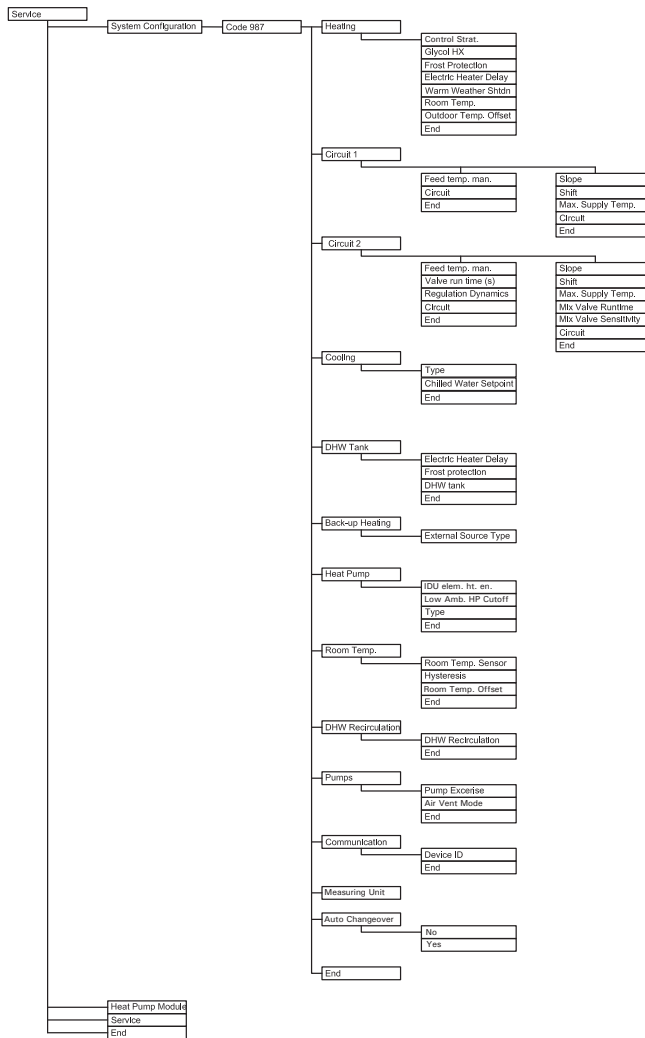 Service
System Configuration
Code 987
Heating
Control Strat.
Glycol HX
Frost Protection
Electric Heater Delay
Warm Weather Shtdn
Room Temp.
Outdoor Temp. Offset
End
Circuit 1
Feed temp. man.
Circuit
End
Slope
Shift
Max. Supply Temp.
Circuit
End
Circuit 2
Feed temp. man.
Valve run time (s)
Regulation Dynamics
Circuit
End
Slope
Shift
Max. Supply Temp.
Mix Valve Runtime
Mix Valve Sensitivity
Circuit
End
Cooling
Type
Chilled Water Setpoint
End
DHW Tank
Electric Heater Delay
Frost protection
DHW tank
End
Back-up Heating
External Source Type
Heat Pump
IDU elem. ht. en.
Low Amb. HP Cutoff
Type
End
Room Temp.
Room Temp. Sensor
Hysteresis
Room Temp. Offset
End
DHW Recirculation
DHW Recirculation
End
Pumps
Pump Excerise
Air Vent Mode
End
Communication
Device ID
End
Measuring Unit
Auto Changeover
No
Yes
End
Heat Pump Module
Service
End